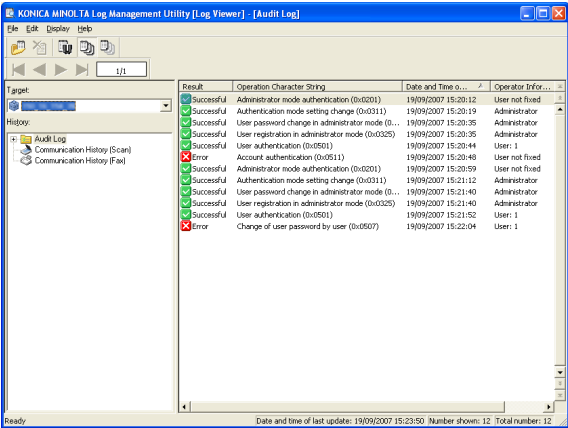 KONICA MINOLTA Log Management Utility [Log Viewer] - [Audit Log]
File Edit Display Help
1/1
Target:
History:
Audit Log
Communication History (Scan)
Communication History (Fax)
Result Operation Character String Date and Time o... Operator Infor...
Successful Administrator mode authentication (0x0201) 19/09/2007 15:20:12 User not fixed
Successful Authentication mode setting change (0x0311) 19/09/2007 15:20:19 Administrator
Successful User password change in administrator mode (0... 19/09/2007 15:20:35 Administrator
Successful User registration in administrator mode (0x0325) 19/09/2007 15:20:35 Administrator
Successful User authentication (0x0501) 19/09/2007 15:20:44 User: 1
Error Account authentication (0x0511) 19/09/2007 15:20:48 User not fixed
Successful Administrator mode authentication (0x0201) 19/09/2007 15:20:59 User not fixed
Successful Authentication mode setting change (0x0311) 19/09/2007 15:21:12 Administrator
Successful User password change in administrator mode (0... 19/09/2007 15:21:40 Administrator
Successful User registration in administrator mode (0x0325) 19/09/2007 15:21:40 Administrator
Successful User authentication (0x0501) 19/09/2007 15:21:52 User: 1
Error Change of user password by user (0x0507) 19/09/2007 15:22:04 User: 1
Ready Date and time of last update: 19/09/2007 15:23:50 Number shown: 12 Total number: 12